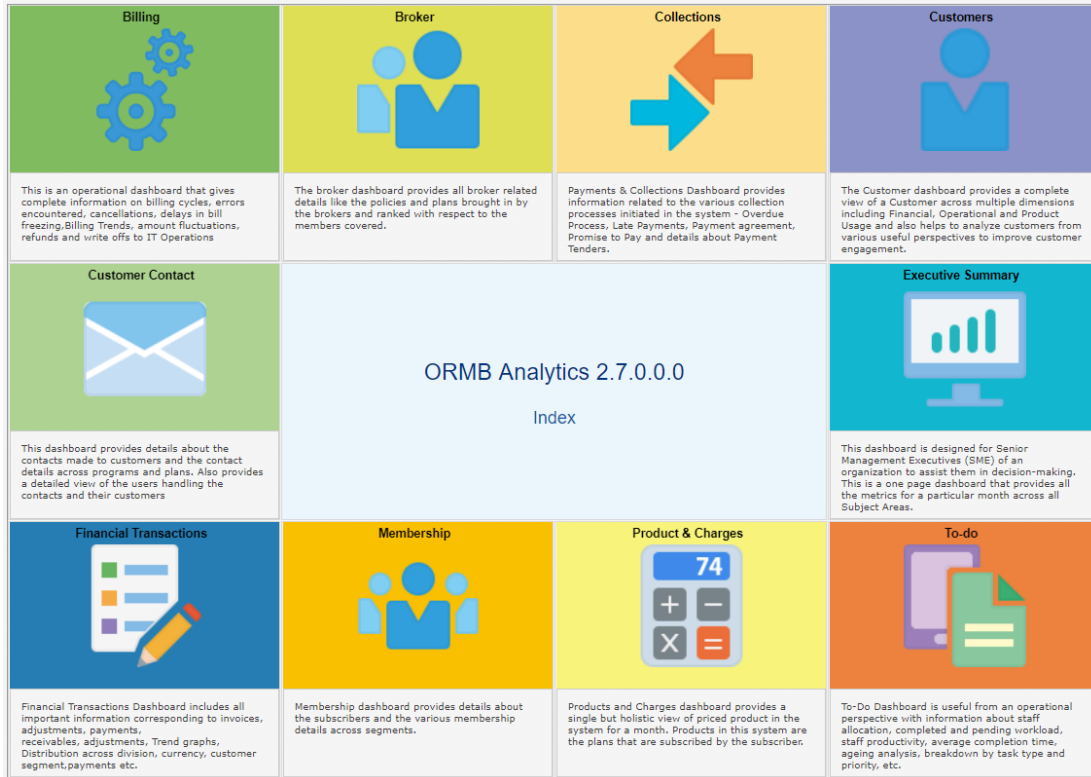 Billing
This is an operational dashboard that gives
complete information on billing cycles, errors
encountered, cancellations, delays in bill
freezing,Billing Trends, amount fluctuations,
refunds and write offs to IT Operations
Broker
The broker dashboard provides all broker related
details like the policies and plans brought in by
the brokers and ranked with respect to the
members covered.
Collections
Payments & Collections Dashboard provides
information related to the various collection
processes initiated in the system - Overdue
Process, Late Payments, Payment agreement,
Promise to Pay and details about Payment
Tenders.
Customers
The Customer dashboard provides a complete
view of a Customer across multiple dimensions
including Financial, Operational and Product
Usage and also helps to analyze customers from
various useful perspectives to improve customer
engagement.
Customer Contact
This dashboard provides details about the
contacts made to customers and the contact
details across programs and plans. Also provides
a detailed view of the users handling the
contacts and their customers
ORMB Analytics 2.7.0.0.0
Index
Executive Summary
This dashboard is designed for Senior
Management Executives (SME) of an
organization to assist them in decision-making.
This is a one page dashboard that provides all
the metrics for a particular month across all
Subject Areas.
Financial Transactions
Financial Transactions Dashboard includes all
important information corresponding to invoices,
adjustments, payments,
receivables, adjustments, Trend graphs,
Distribution across division, currency, customer
segment,payments etc.
Membership
Membership dashboard provides details about
the subscribers and the various membership
details across segments.
Product & Charges
74
+ −
X =
Products and Charges dashboard provides a
single but holistic view of priced product in the
system for a month. Products in this system are
the plans that are subscribed by the subscriber.
To-do
To-Do Dashboard is useful from an operational
perspective with information about staff
allocation, completed and pending workload,
staff productivity, average completion time,
ageing analysis, breakdown by task type and
priority, etc.